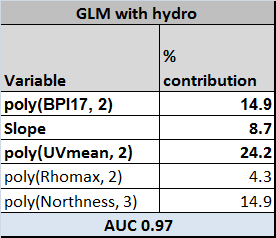 GLM with hydro
Variable % contribution
poly(BPI17, 2) 14.9
Slope 8.7
poly(UVmean, 2) 24.2
poly(Rhomax, 2) 4.3
poly(Northness, 3) 14.9
AUC 0.97